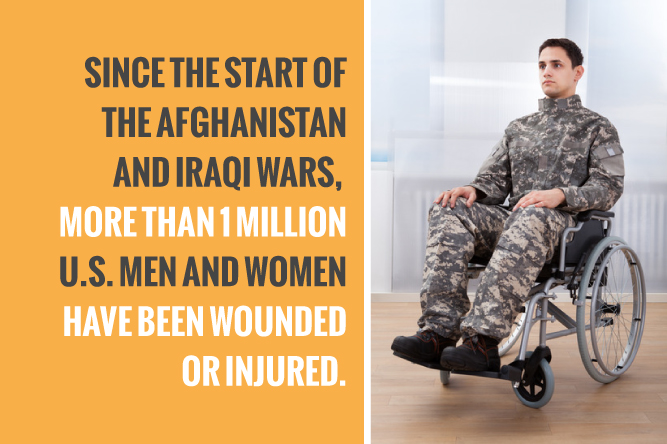 SINCE THE START OF
THE AFGHANISTAN
AND IRAQI WARS,
MORE THAN 1 MILLION
U.S. MEN AND WOMEN
HAVE BEEN WOUNDED
OR INJURED.